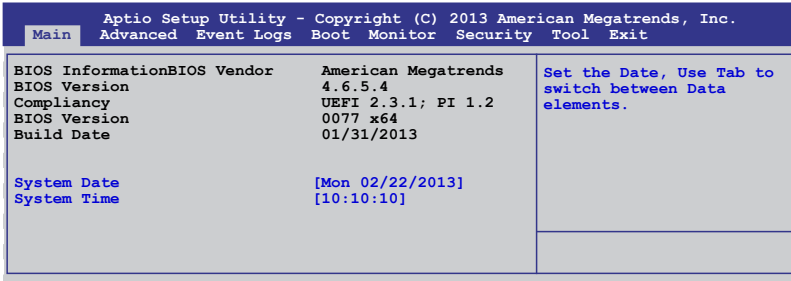 Aptio Setup Utility - Copyright (C) 2013 American Megatrends, Inc.
Main Advanced Event Logs Boot Monitor Security Tool Exit
BIOS InformationBIOS Vendor American Megatrends
BIOS Version 4.6.5.4
Compliancy UEFI 2.3.1; PI 1.2
BIOS Version 0077 x64
Build Date 01/31/2013
System Date [Mon 02/22/2013]
System Time [10:10:10]
Set the Date, Use Tab to
switch between Data
elements.